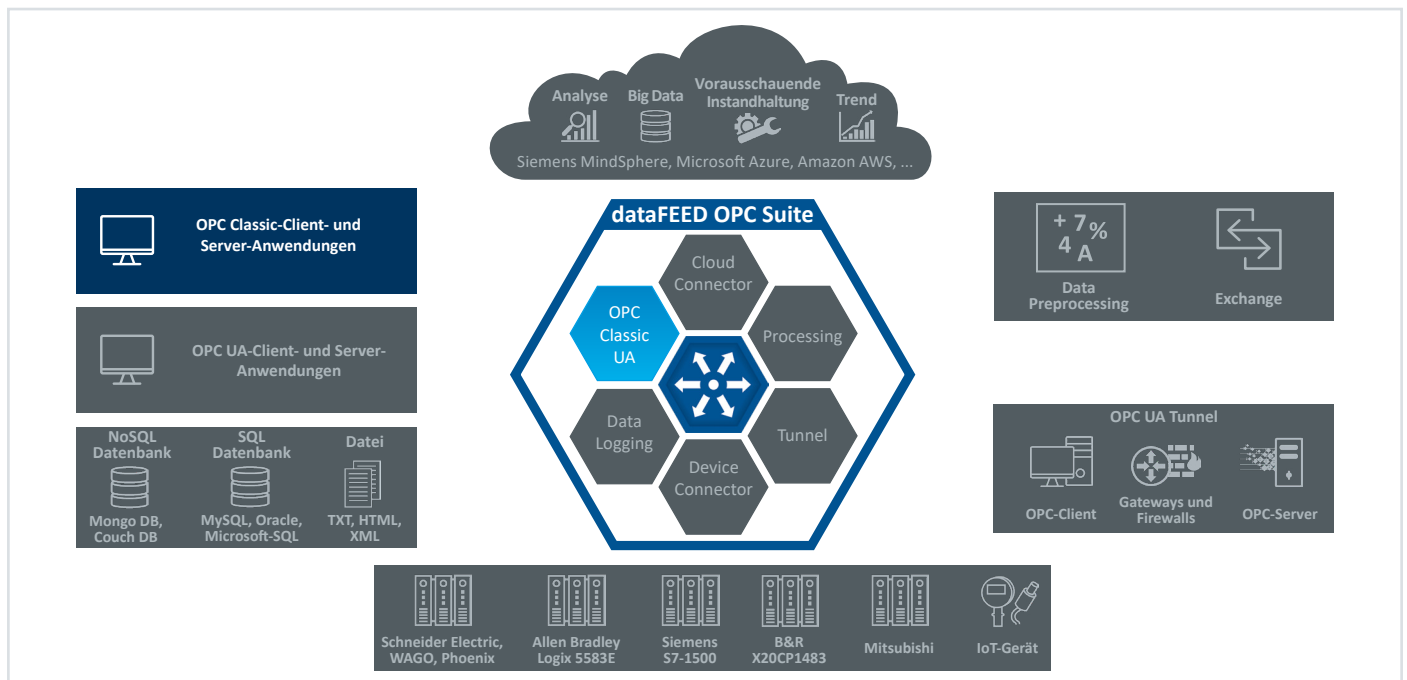 Analyse
Big Data
Vorausschauende
Instandhaltung
Trend
Siemens MindSphere, Microsoft Azure, Amazon AWS, ...
OPC Classic-Client- und
Server-Anwendungen
OPC UA-Client- und Server-
Anwendungen
NoSQL
Datenbank
Mongo DB,
Couch DB
SQL
Datenbank
MySQL, Oracle,
Microsoft-SQL
Datei
TXT, HTML,
XML
dataFEED OPC Suite
Cloud
Connector
OPC
Classic
UA
Processing
Data
Logging
Tunnel
Device
Connector
+ 7%
4 A
Data
Preprocessing
Exchange
OPC UA Tunnel
OPC-Client
Gateways und
Firewalls
OPC-Server
Schneider Electric,
WAGO, Phoenix
Allen Bradley
Logix 5583E
Siemens
S7-1500
B&R
X20CP1483
Mitsubishi
IoT-Gerät